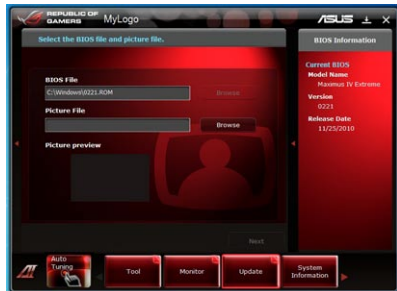 REPUBLIC OF
GAMERS
MyLogo
ASUS
Select the BIOS file and picture file.
BIOS File
C:\Windows\0221.ROM
Browse
Picture File
Browse
Picture preview
Next
BIOS Information
Current BIOS
Model Name
Maximus IV Extreme
Version
0221
Release Date
11/25/2010
Auto
Tuning
Tool
Monitor
Update
System
Information